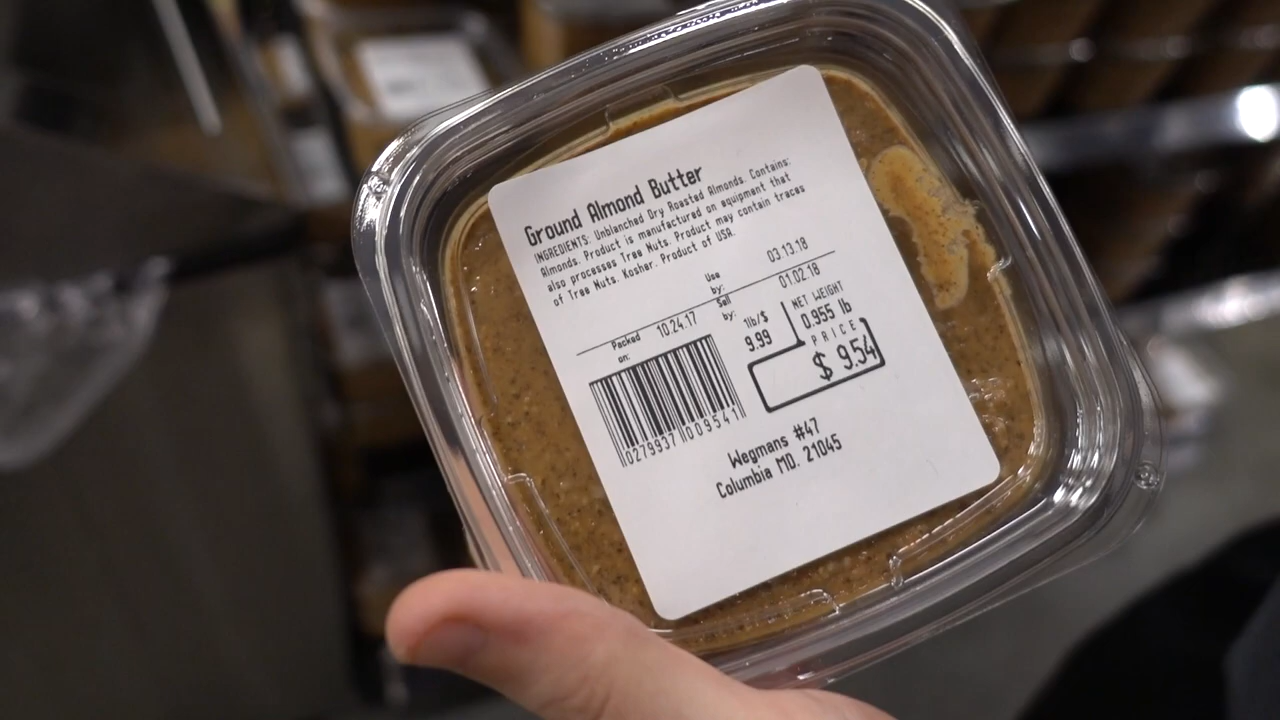 Ground Almond Butter
INGREDIENTS: Unblanched Dry Roasted Almonds. Contains:
Almonds. Product is manufactured on equipment that
also processes Tree Nuts. Product may contain traces
of Tree Nuts. Kosher. Product of USA.
Use by: 03.13.18
Packed on: 10.24.17
Sell by: 01.02.18
1lb/$
9.99
NET WEIGHT
0.955 lb
PRICE
$ 9.54
0279937 009541
Wegmans #47
Columbia MD. 21045